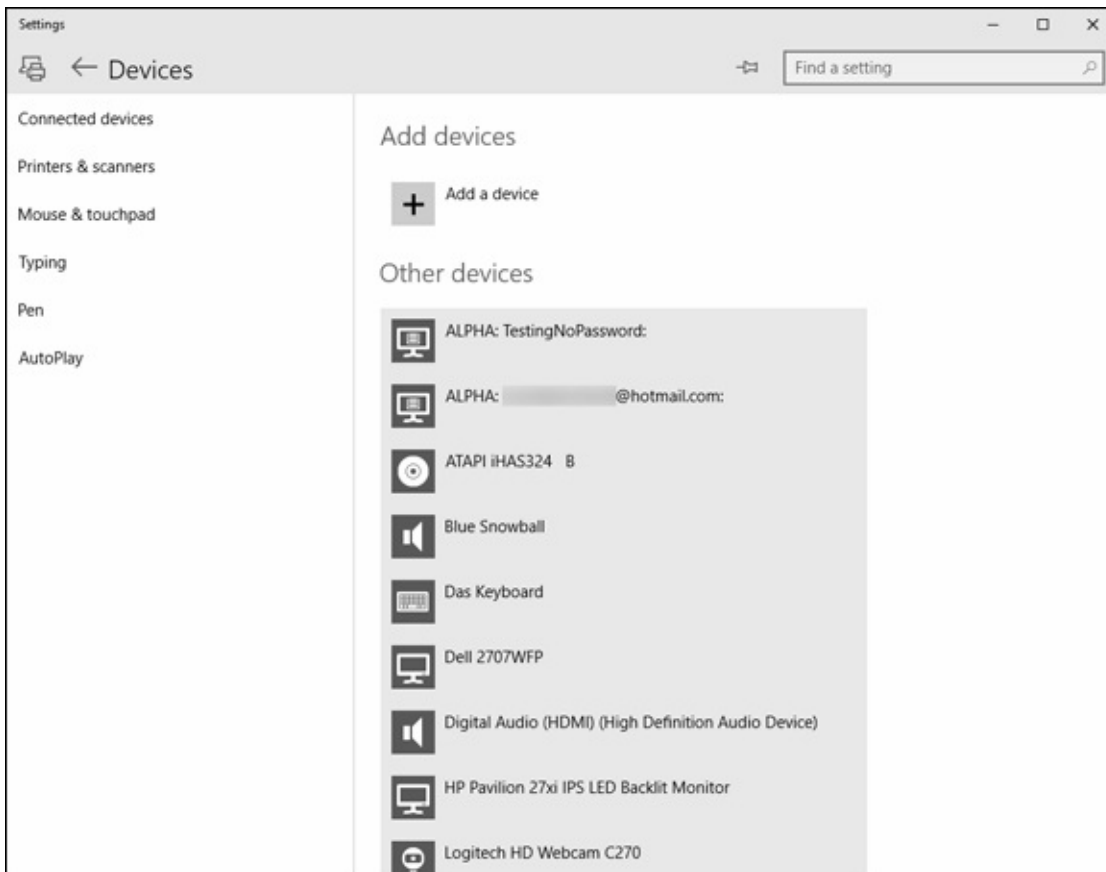 Settings
Devices
Find a setting
Connected devices
Printers & scanners
Mouse & touchpad
Typing
Pen
AutoPlay
Add devices
Add a device
Other devices
ALPHA: TestingNoPassword:
ALPHA: @hotmail.com:
ATAPI iHAS324 B
Blue Snowball
Das Keyboard
Dell 2707WFP
Digital Audio (HDMI) (High Definition Audio Device)
HP Pavilion 27xi IPS LED Backlit Monitor
Logitech HD Webcam C270